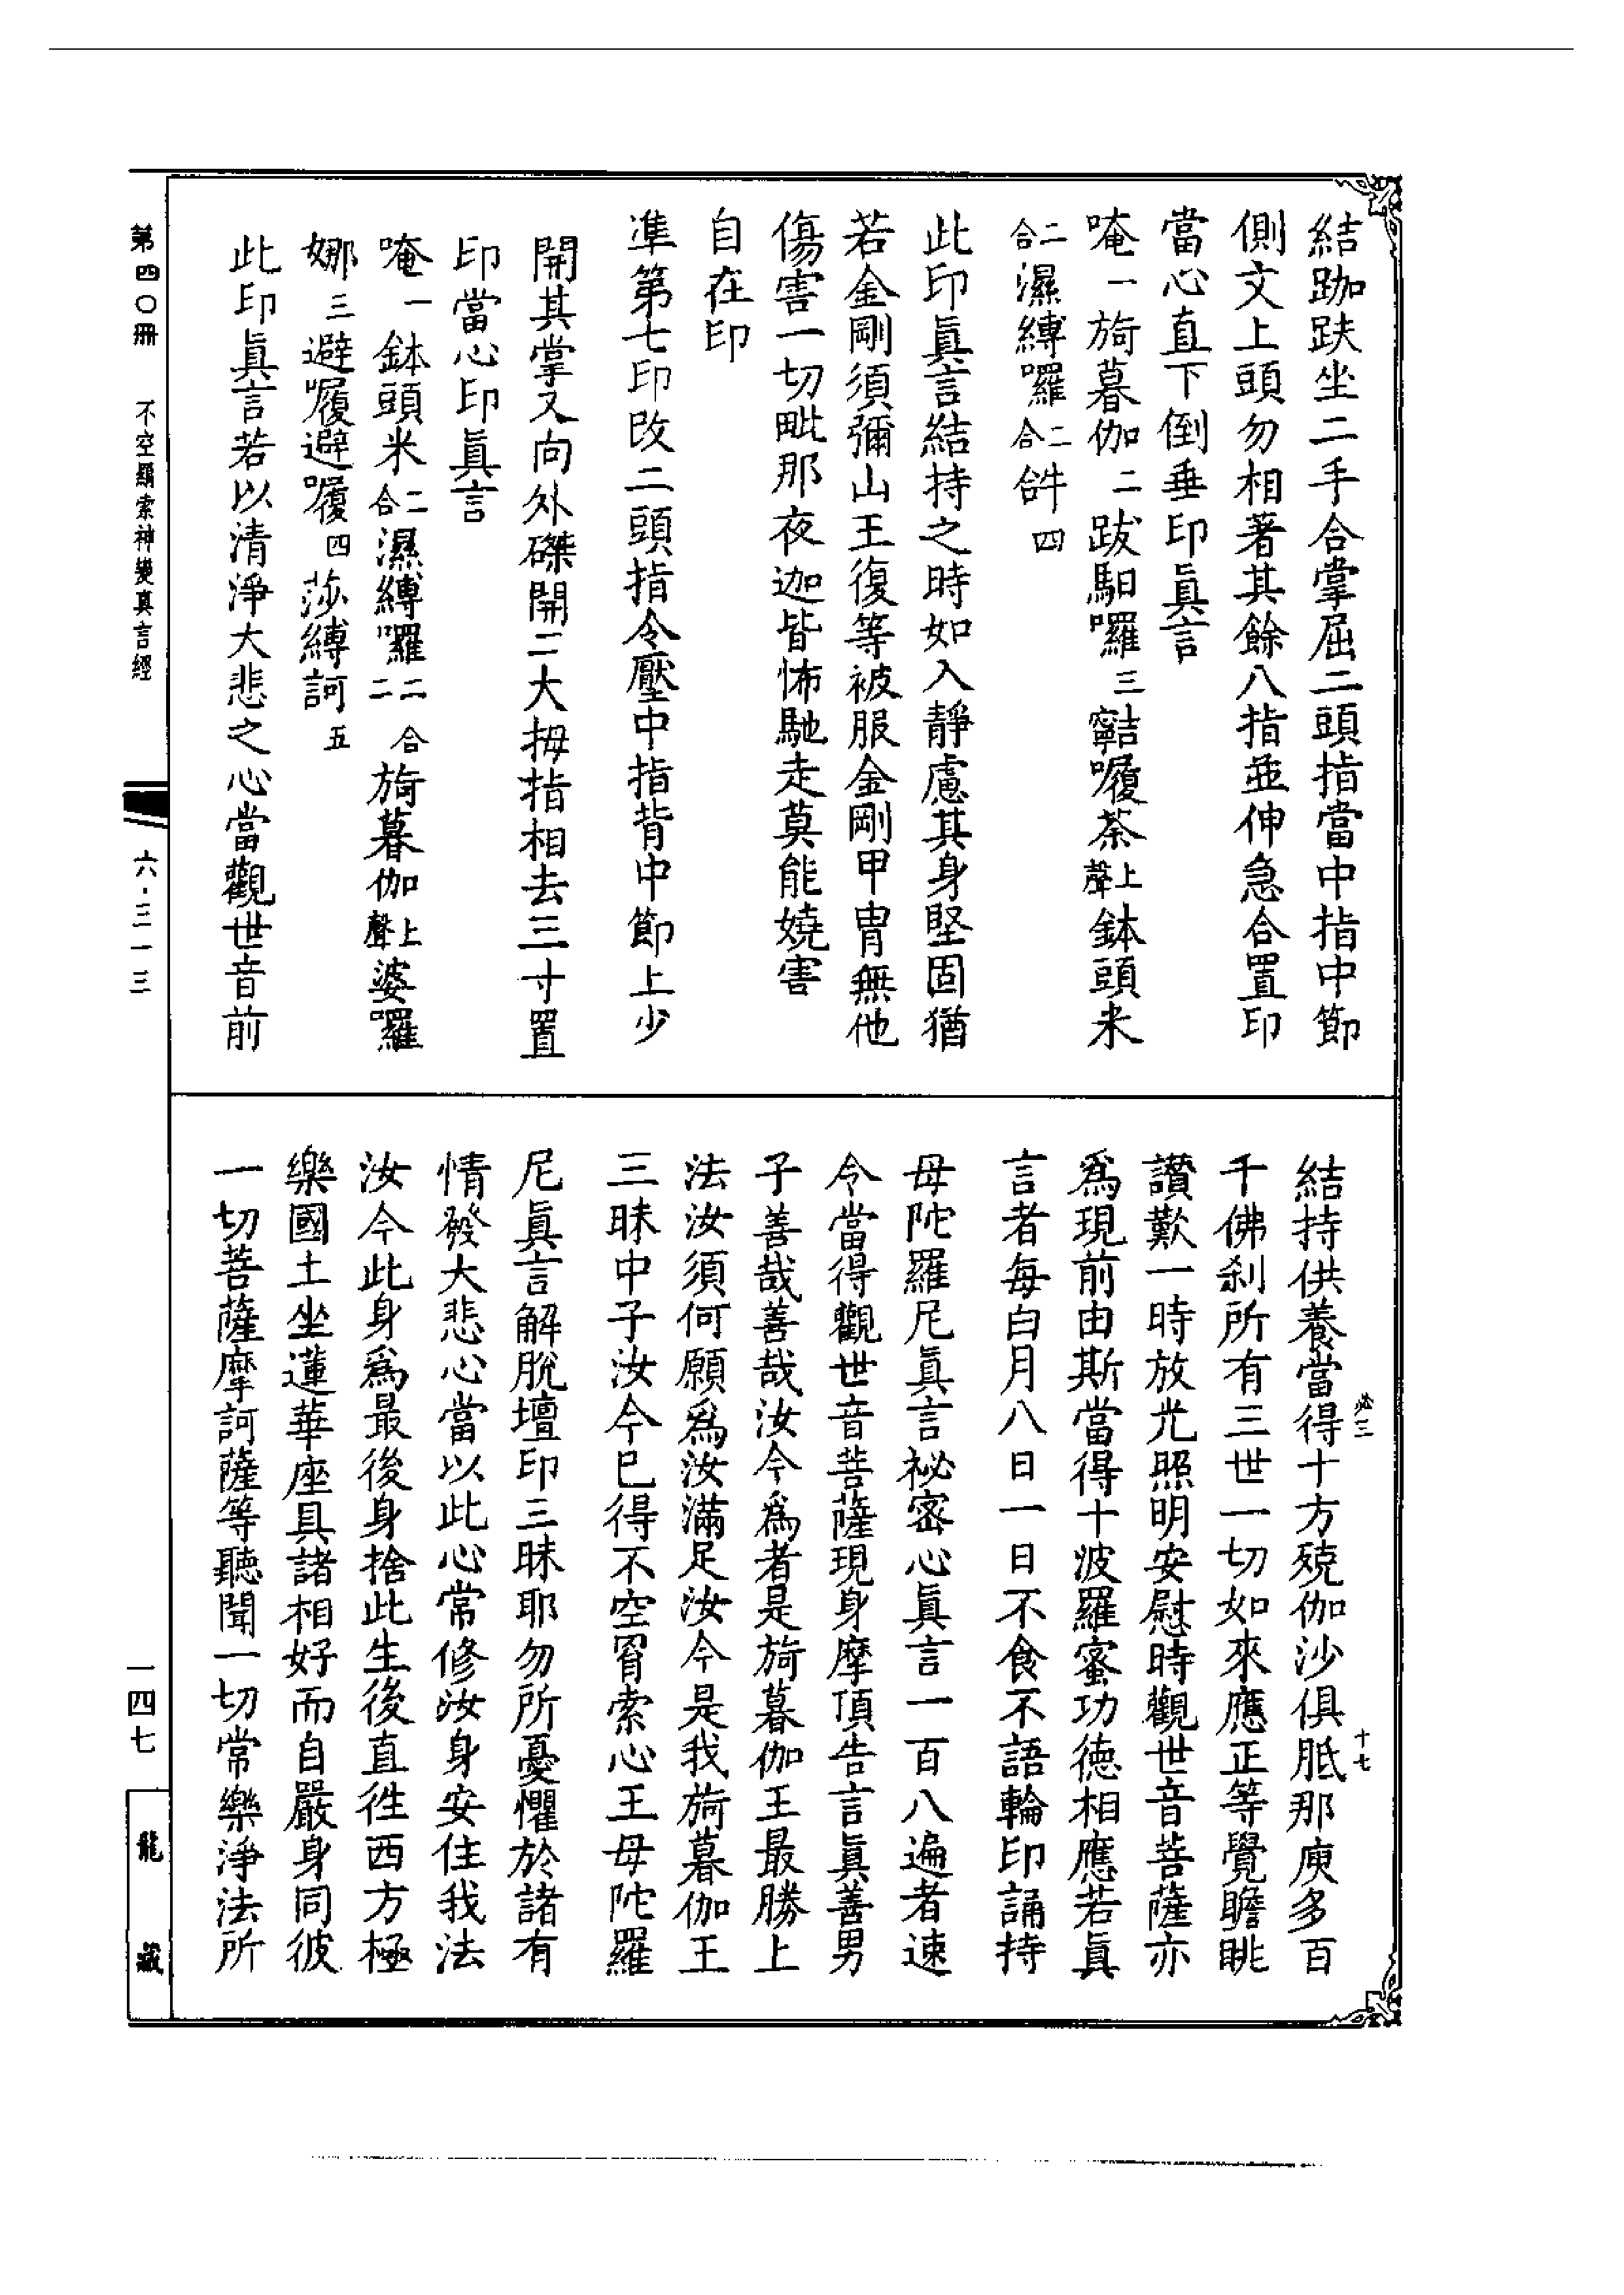 結跏趺坐二手合掌屈二頭指當中指中節
側文上頭勿相著其餘八指並伸急合置印
當心直下倒垂印眞言
唵一旖暮伽二跋馹囉三䆿囉茶上聲鉢頭米
二合濕縛囉二合𤙖四
此印眞言結持之時如入靜慮其身堅固猶
若金剛須彌山王復等被服金剛甲冑無他
傷害一切毗那夜迦皆怖馳走莫能嬈害
自在印
準第七印改二頭指令壓中指背中節上少
開其掌又向外磔開二大拇指相去三寸置
印當心印眞言
唵一鉢頭米二合濕縛囉二合二旖暮伽上聲婆囉
娜三避囑避囑四莎縛訶五
此印眞言若以清淨大悲之心當觀世音前
結持供養當得十方殑伽沙俱胝那庾多百
千佛刹所有三世一切如來應正等覺瞻眺
讚歎一時放光照明安慰時觀世音菩薩亦
爲現前由斯當得十波羅蜜功德相應若眞
言者每白月八日一日不食不語輪印誦持
母陀羅尼眞言祕密心眞言一百八遍者速
令當得觀世音菩薩現身摩頂告言眞善男
子善哉善哉汝今爲者是旖暮伽王最勝上
法汝須何願爲汝滿足汝今是我旖暮伽王
三昧中子汝今已得不空罥索心王母陀羅
尼眞言解脫壇印三昧耶勿所憂懼於諸有
情發大悲心當以此心常修汝身安住我法
汝今此身爲最後身捨此生後直往西方極
樂國土坐蓮華座具諸相好而自嚴身同彼
一切菩薩摩訶薩等聽聞一切常樂淨法所
必三
十七
第四〇冊 不空羂索神變真言經
六·三一三
一四七
龍藏